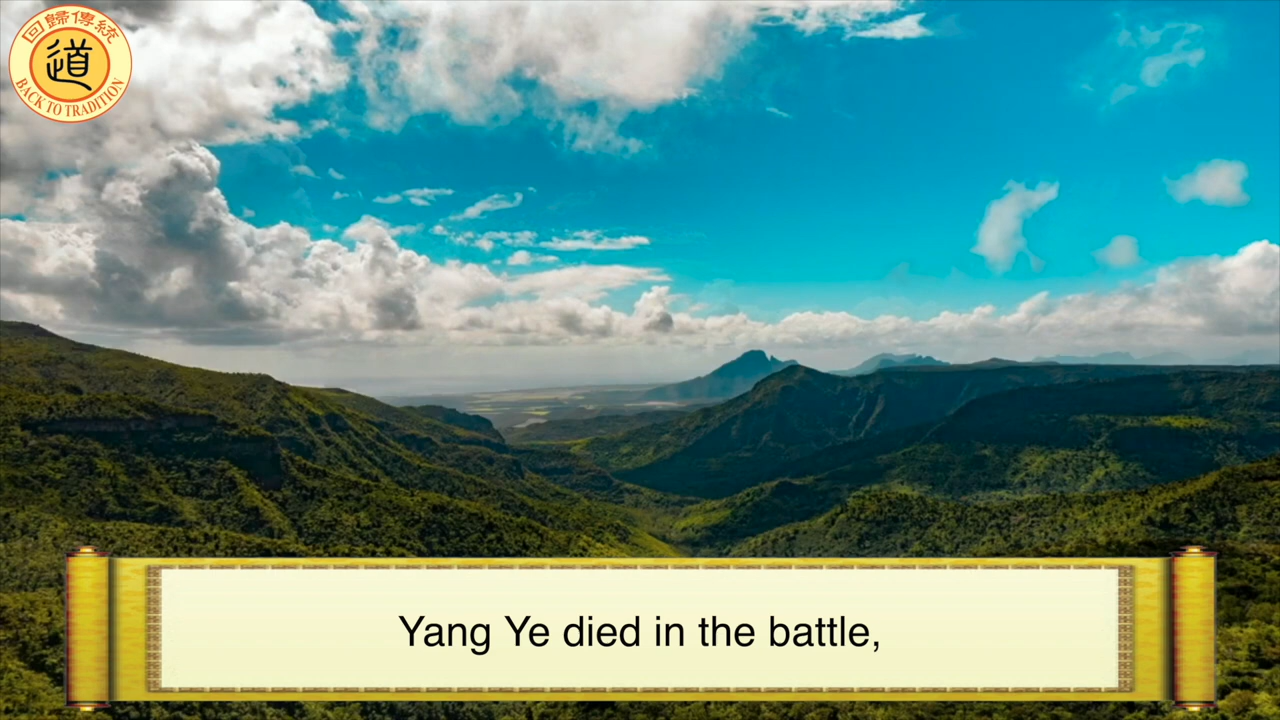 回歸傳統
道
BACK TO TRADITION
Yang Ye died in the battle,